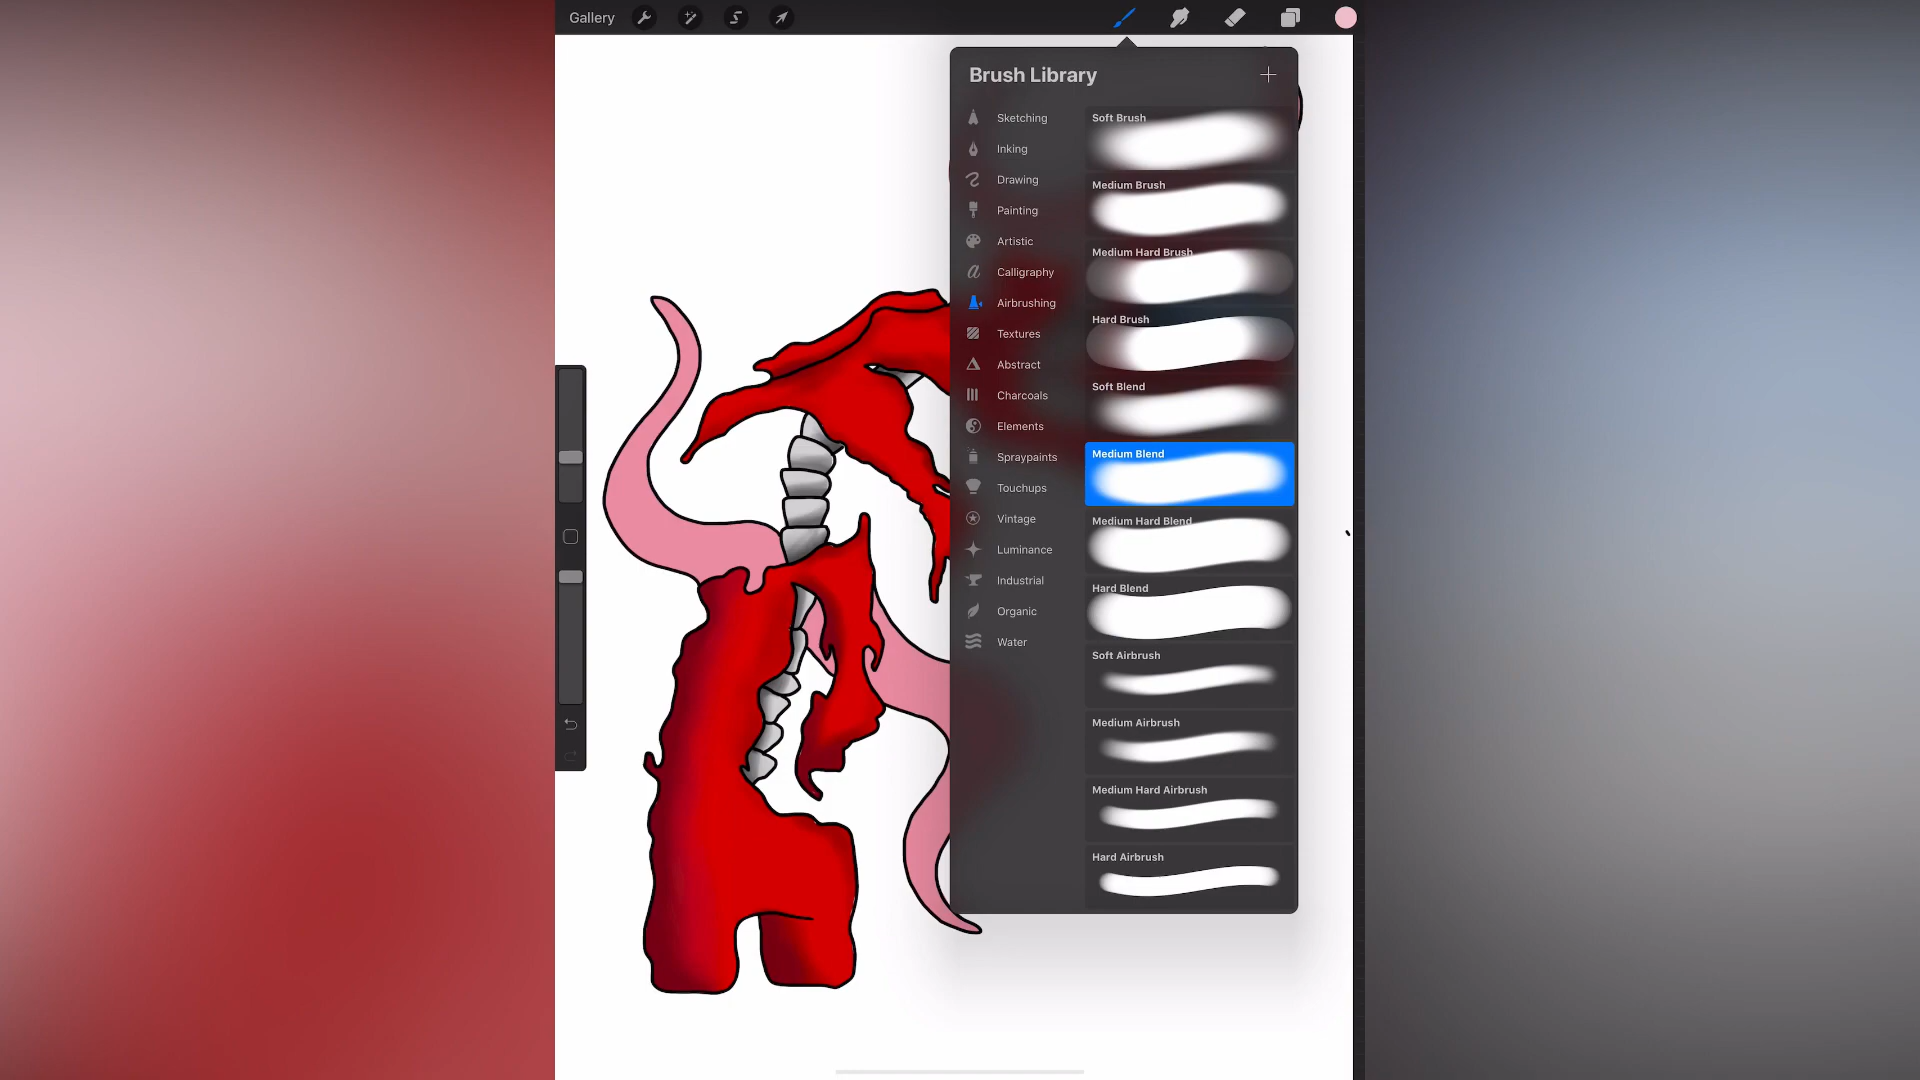 Gallery
Brush Library
Sketching
Inking
Drawing
Painting
Artistic
Calligraphy
Airbrushing
Textures
Abstract
Charcoals
Elements
Spraypaints
Touchups
Vintage
Luminance
Industrial
Organic
Water
Soft Brush
Medium Brush
Medium Hard Brush
Hard Brush
Soft Blend
Medium Blend
Medium Hard Blend
Hard Blend
Soft Airbrush
Medium Airbrush
Medium Hard Airbrush
Hard Airbrush